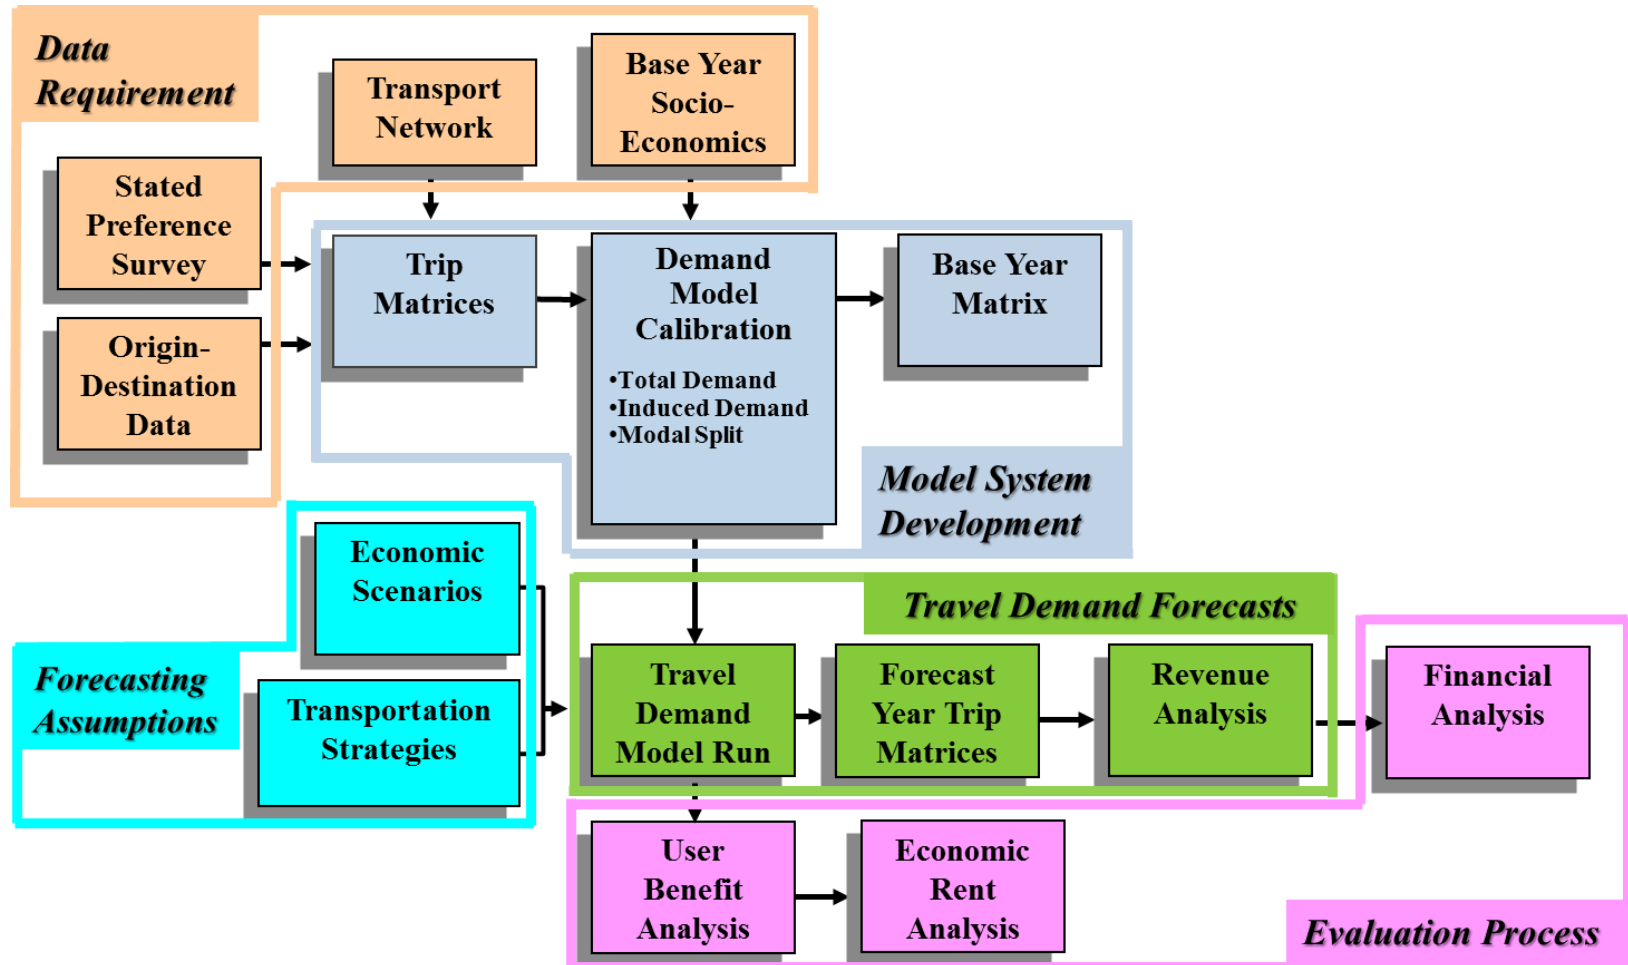 Data
Requirement
Transport
Network
Base Year
Socio-
Economics
Stated
Preference
Survey
Origin-
Destination
Data
Trip
Matrices
Demand
Model
Calibration
•Total Demand
•Induced Demand
•Modal Split
Base Year
Matrix
Model System
Development
Economic
Scenarios
Forecasting
Assumptions
Transportation
Strategies
Travel Demand Forecasts
Travel
Demand
Model Run
Forecast
Year Trip
Matrices
Revenue
Analysis
Financial
Analysis
User
Benefit
Analysis
Economic
Rent
Analysis
Evaluation Process